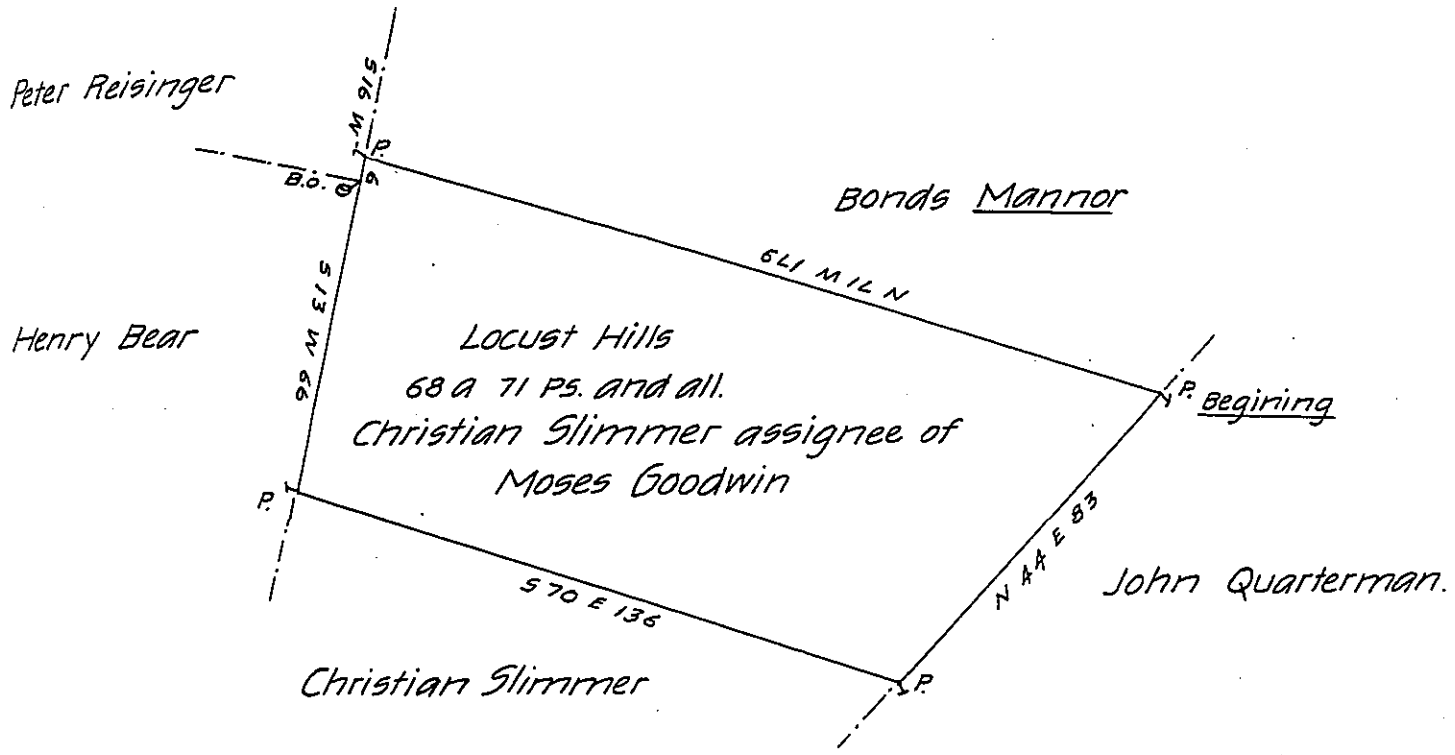 Peter Reisinger
S 16 W
P.
B.O.
6
Bonds Mannor
N 71 W 179
S 13 W 66
Henry Bear
Locust Hills
68 a 71 Ps. and all.
Christian Slimmer assignee of
Moses Goodwin
P. Begining
P.
N 44 E 83
S 70 E 136
John Quarterman.
Christian Slimmer
P.